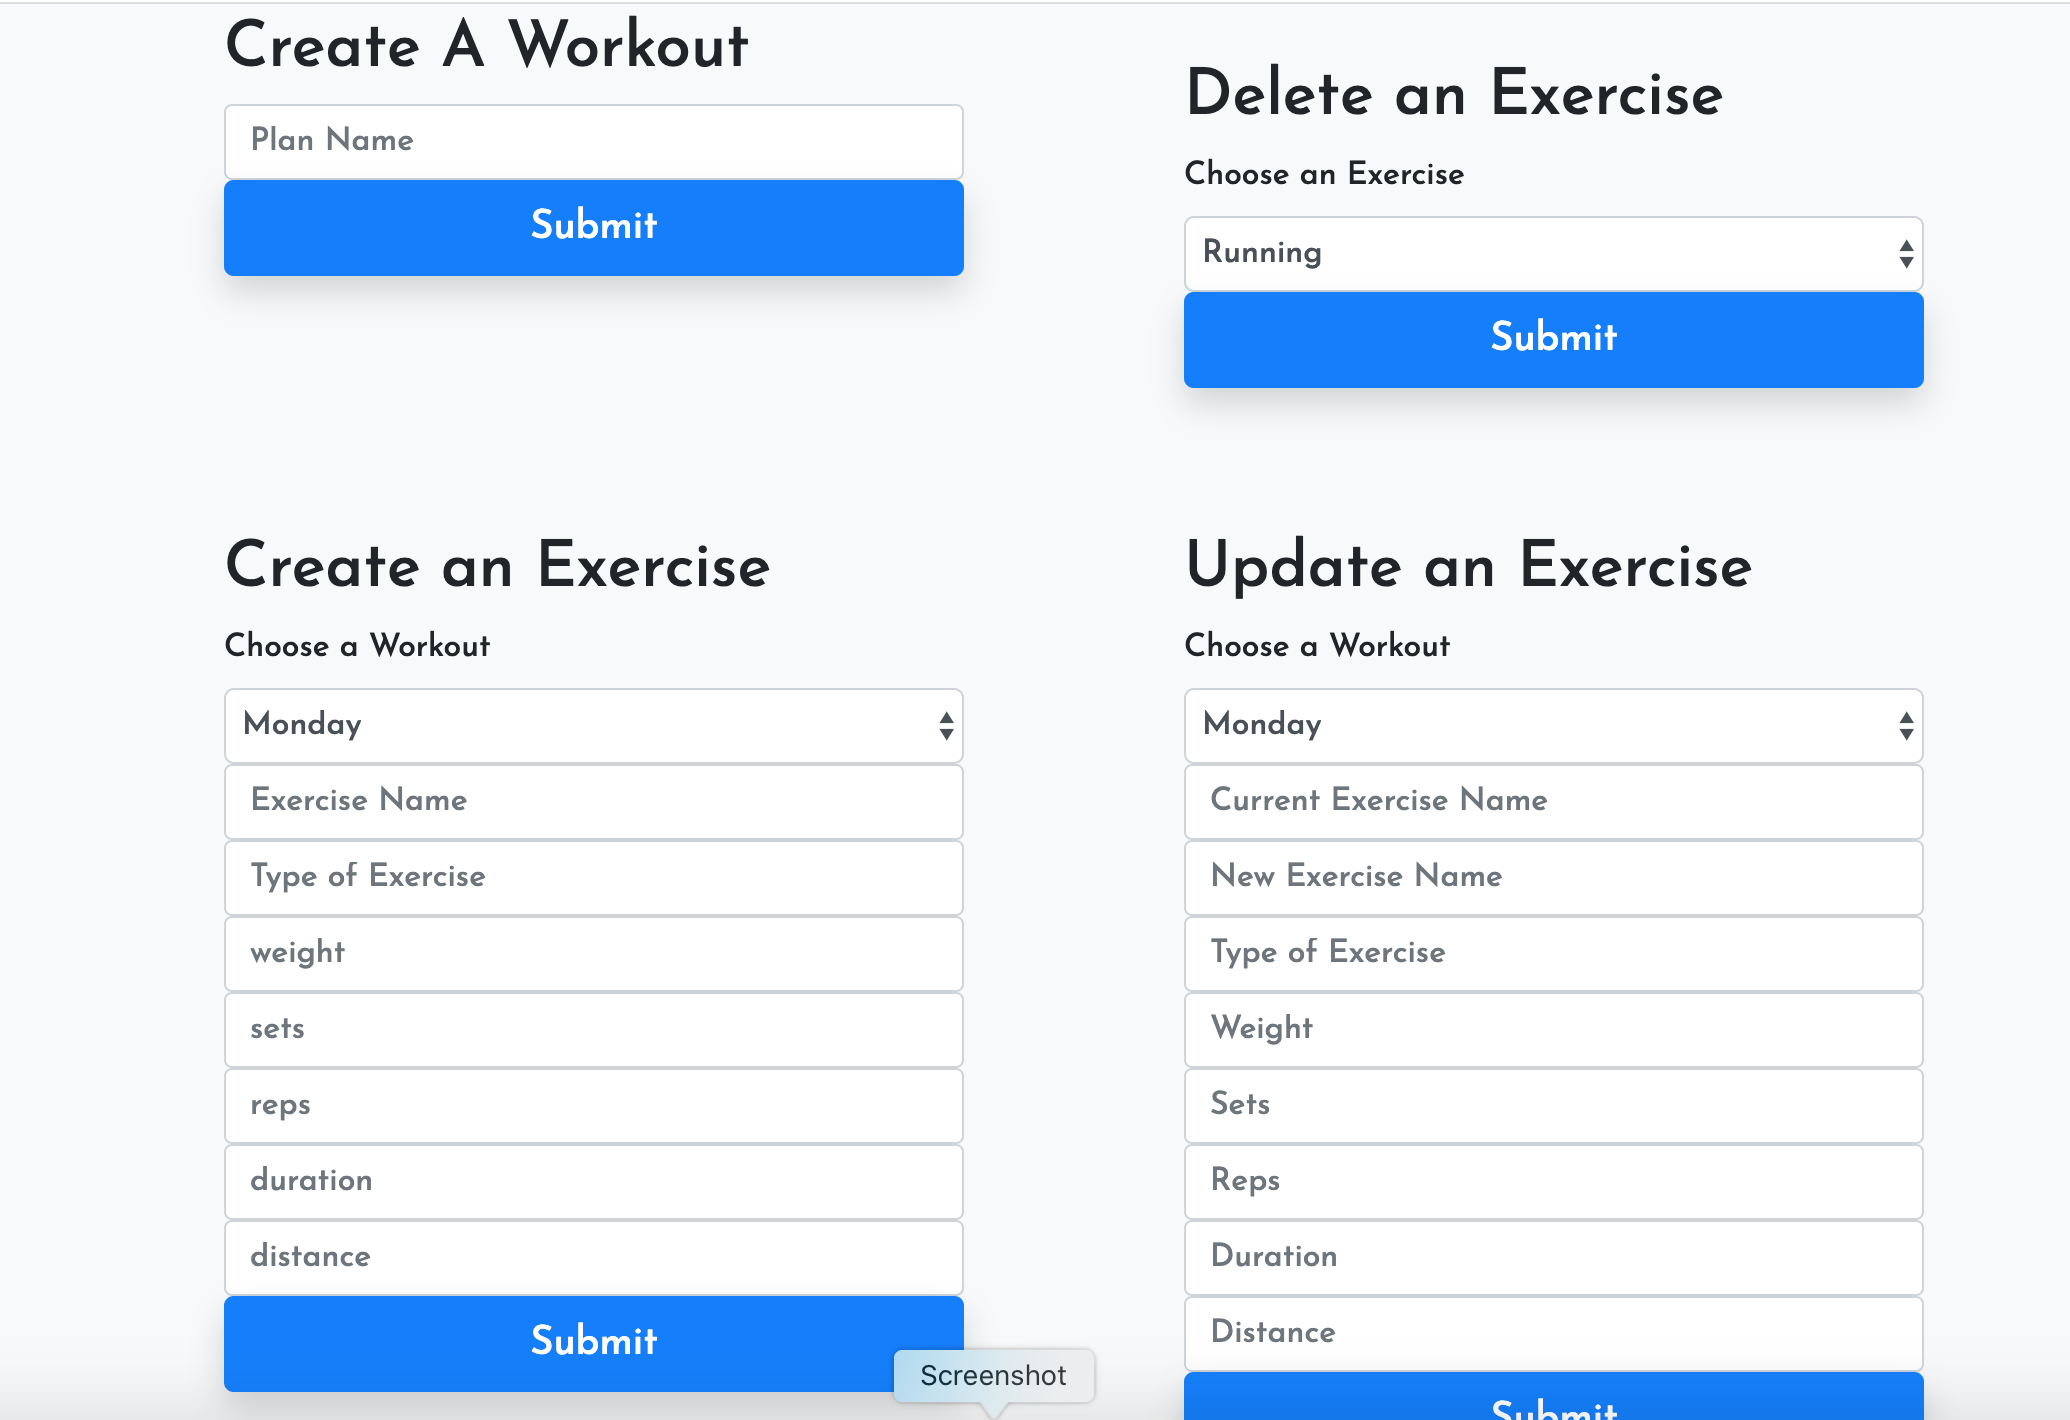 Create A Workout
Plan Name
Submit
Delete an Exercise
Choose an Exercise
Running
Submit
Create an Exercise
Choose a Workout
Monday
Exercise Name
Type of Exercise
weight
sets
reps
duration
distance
Submit
Update an Exercise
Choose a Workout
Monday
Current Exercise Name
New Exercise Name
Type of Exercise
Weight
Sets
Reps
Duration
Distance
Submit
Screenshot